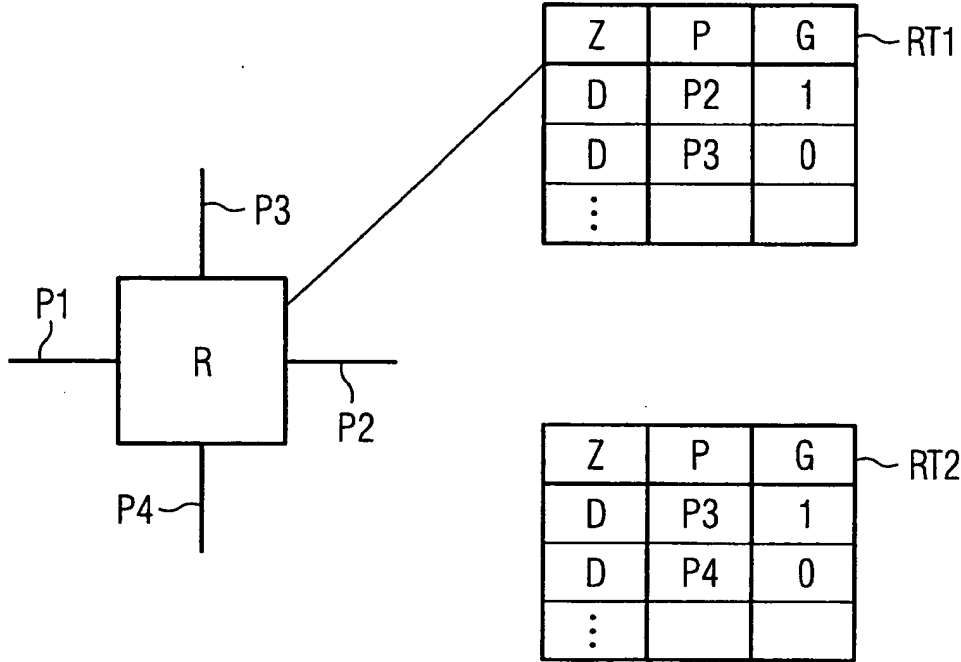 Z P G
RT1
D P2 1
D P3 0
⋮
P3
P1
R
P2
P4
Z P G
RT2
D P3 1
D P4 0
⋮